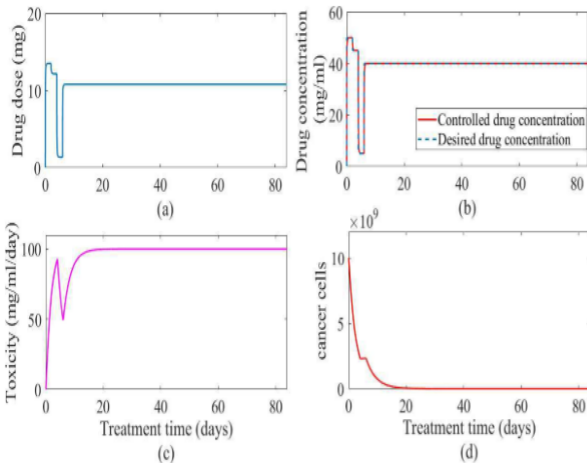 Drug dose (mg)
20
10
0
0 20 40 60 80
(a)
Drug concentration
(mg/ml)
60
40
20
0
Controlled drug concentration
Desired drug concentration
0 20 40 60 80
(b)
Toxicity (mg/ml/day)
100
50
0
0 20 40 60 80
Treatment time (days)
(c)
cancer cells
×10⁹
10
5
0
0 20 40 60 80
Treatment time (days)
(d)